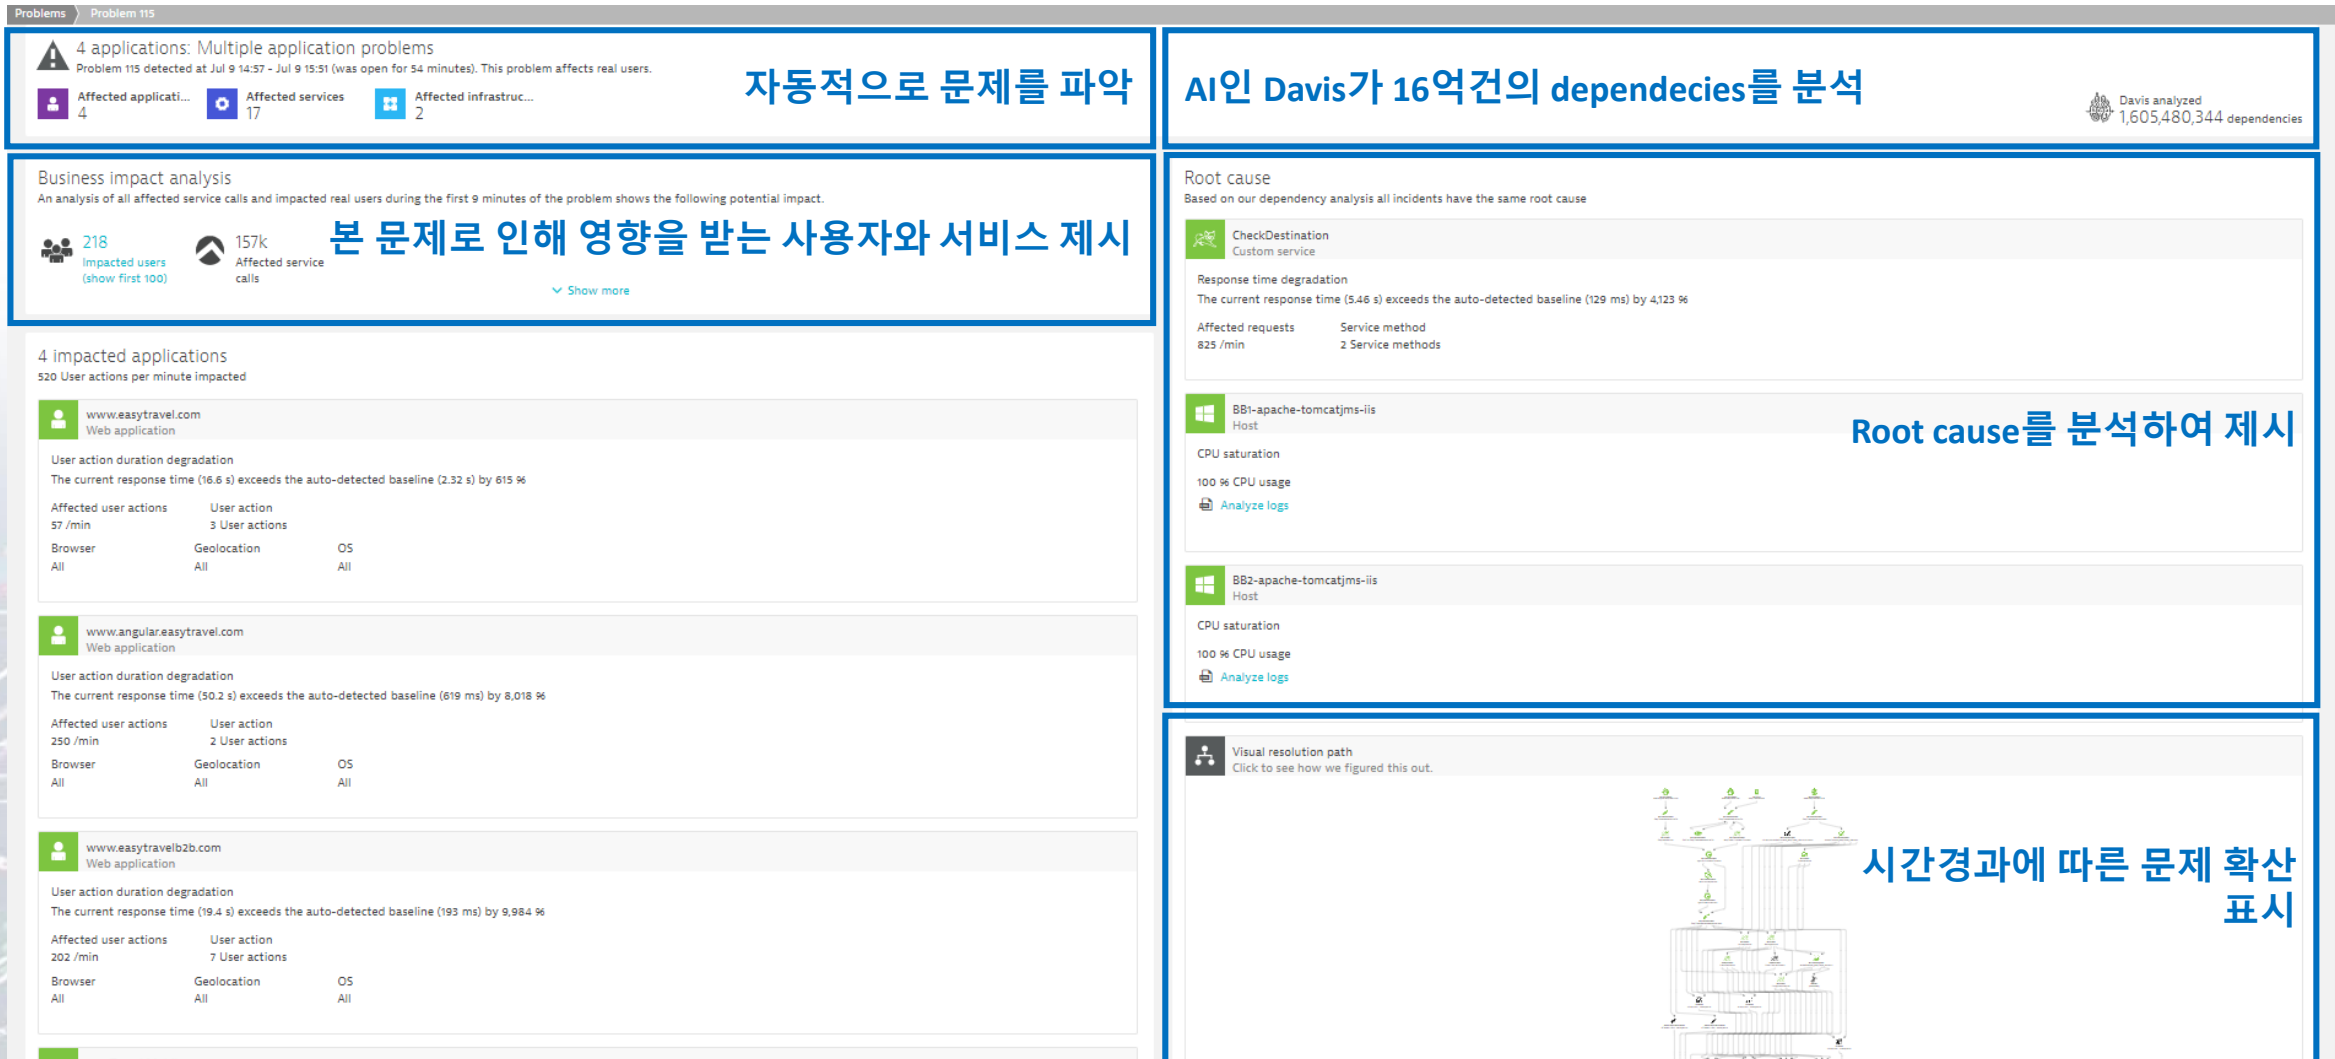 Problems
Problem 115
4 applications: Multiple application problems
Problem 115 detected at Jul 9 14:57 - Jul 9 15:51 (was open for 54 minutes). This problem affects real users.
Affected applicati...
4
Affected services
17
Affected infrastruc...
2
자동적으로 문제를 파악
AI인 Davis가 16억건의 dependecies를 분석
Davis analyzed
1,605,480,344 dependencies
Business impact analysis
An analysis of all affected service calls and impacted real users during the first 9 minutes of the problem shows the following potential impact.
본 문제로 인해 영향을 받는 사용자와 서비스 제시
218
Impacted users
(show first 100)
157k
Affected service
calls
Show more
4 impacted applications
520 User actions per minute impacted
www.easytravel.com
Web application
User action duration degradation
The current response time (16.6 s) exceeds the auto-detected baseline (2.32 s) by 615 %
Affected user actions
User action
57 /min
3 User actions
Browser
Geolocation
OS
All
All
All
www.angular.easytravel.com
Web application
User action duration degradation
The current response time (50.2 s) exceeds the auto-detected baseline (619 ms) by 8,018 %
Affected user actions
User action
250 /min
2 User actions
Browser
Geolocation
OS
All
All
All
www.easytravelb2b.com
Web application
User action duration degradation
The current response time (19.4 s) exceeds the auto-detected baseline (193 ms) by 9,984 %
Affected user actions
User action
202 /min
7 User actions
Browser
Geolocation
OS
All
All
All
Root cause
Based on our dependency analysis all incidents have the same root cause
CheckDestination
Custom service
Response time degradation
The current response time (5.46 s) exceeds the auto-detected baseline (129 ms) by 4,123 %
Affected requests
Service method
825 /min
2 Service methods
BB1-apache-tomcatjms-iis
Host
Root cause를 분석하여 제시
CPU saturation
100 % CPU usage
Analyze logs
BB2-apache-tomcatjms-iis
Host
CPU saturation
100 % CPU usage
Analyze logs
Visual resolution path
Click to see how we figured this out.
시간경과에 따른 문제 확산
표시